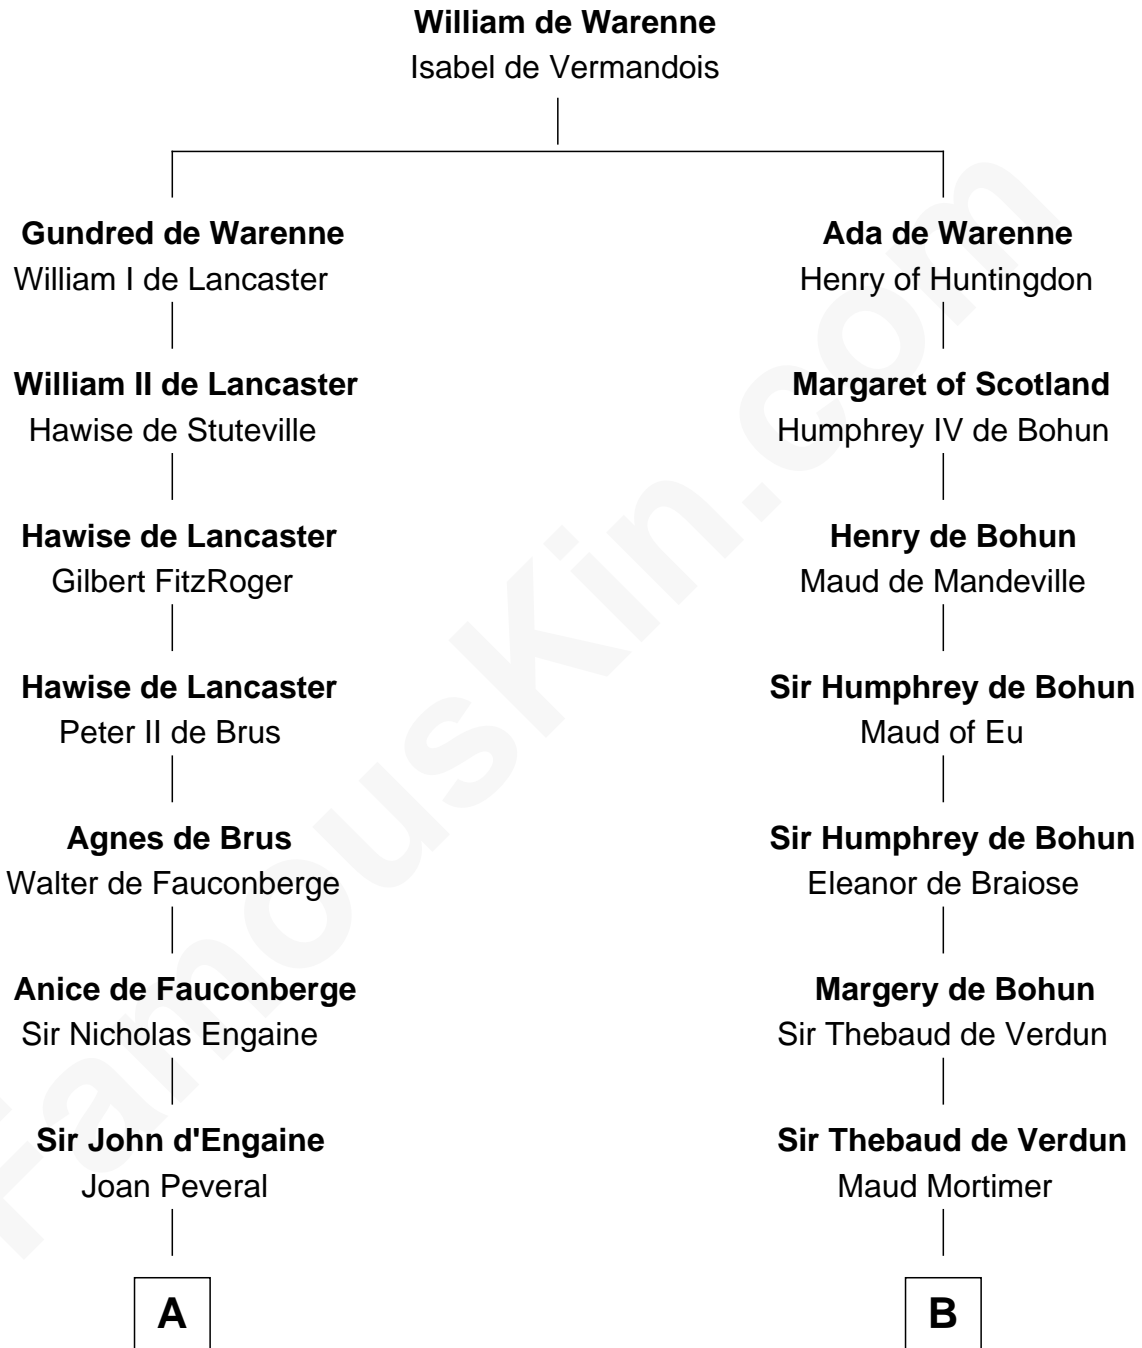 William de Warenne
Isabel de Vermandois
Gundred de Warenne
William I de Lancaster
William II de Lancaster
Hawise de Stuteville
Hawise de Lancaster
Gilbert FitzRoger
Hawise de Lancaster
Peter II de Brus
Agnes de Brus
Walter de Fauconberge
Anice de Fauconberge
Sir Nicholas Engaine
Sir John d'Engaine
Joan Peveral
A
Ada de Warenne
Henry of Huntingdon
Margaret of Scotland
Humphrey IV de Bohun
Henry de Bohun
Maud de Mandeville
Sir Humphrey de Bohun
Maud of Eu
Sir Humphrey de Bohun
Eleanor de Braiose
Margery de Bohun
Sir Thebaud de Verdun
Sir Thebaud de Verdun
Maud Mortimer
B
FamousKin.com